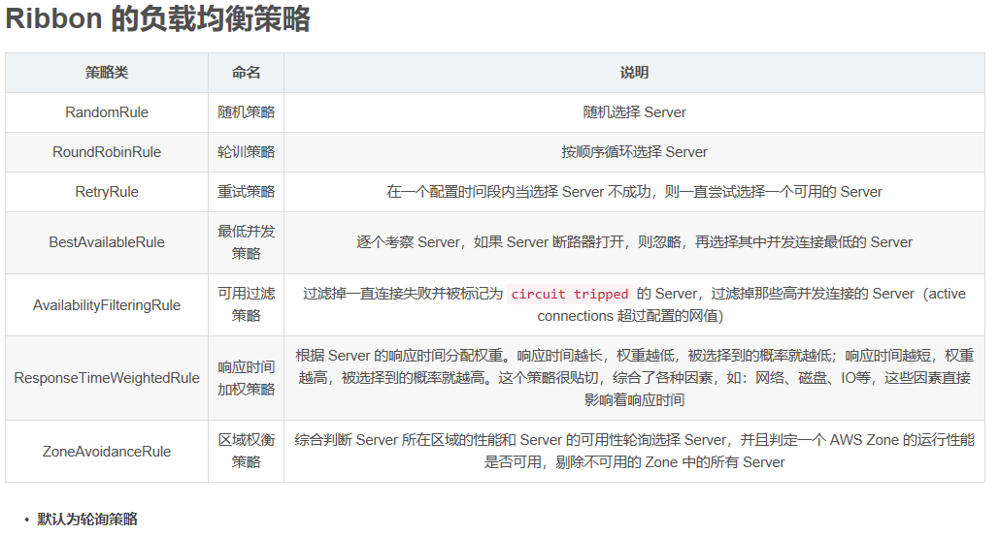 Ribbon 的负载均衡策略
策略类 命名 说明
RandomRule 随机策略 随机选择 Server
RoundRobinRule 轮训策略 按顺序循环选择 Server
RetryRule 重试策略 在一个配置时问段内当选择 Server 不成功，则一直尝试选择一个可用的 Server
BestAvailableRule 最低并发
策略 逐个考察 Server，如果 Server 断路器打开，则忽略，再选择其中并发连接最低的 Server
AvailabilityFilteringRule 可用过滤
策略 过滤掉一直连接失败并被标记为 circuit tripped 的 Server，过滤掉那些高并发连接的 Server（active
connections 超过配置的网值）
ResponseTimeWeightedRule 响应时间
加权策略 根据 Server 的响应时间分配权重。响应时间越长，权重越低，被选择到的概率就越低；响应时间越短，权重
越高，被选择到的概率就越高。这个策略很贴切，综合了各种因素，如：网络、磁盘、IO等，这些因素直接
影响着响应时间
ZoneAvoidanceRule 区域权衡
策略 综合判断 Server 所在区域的性能和 Server 的可用性轮询选择 Server，并且判定一个 AWS Zone 的运行性能
是否可用，剔除不可用的 Zone 中的所有 Server
• 默认为轮询策略